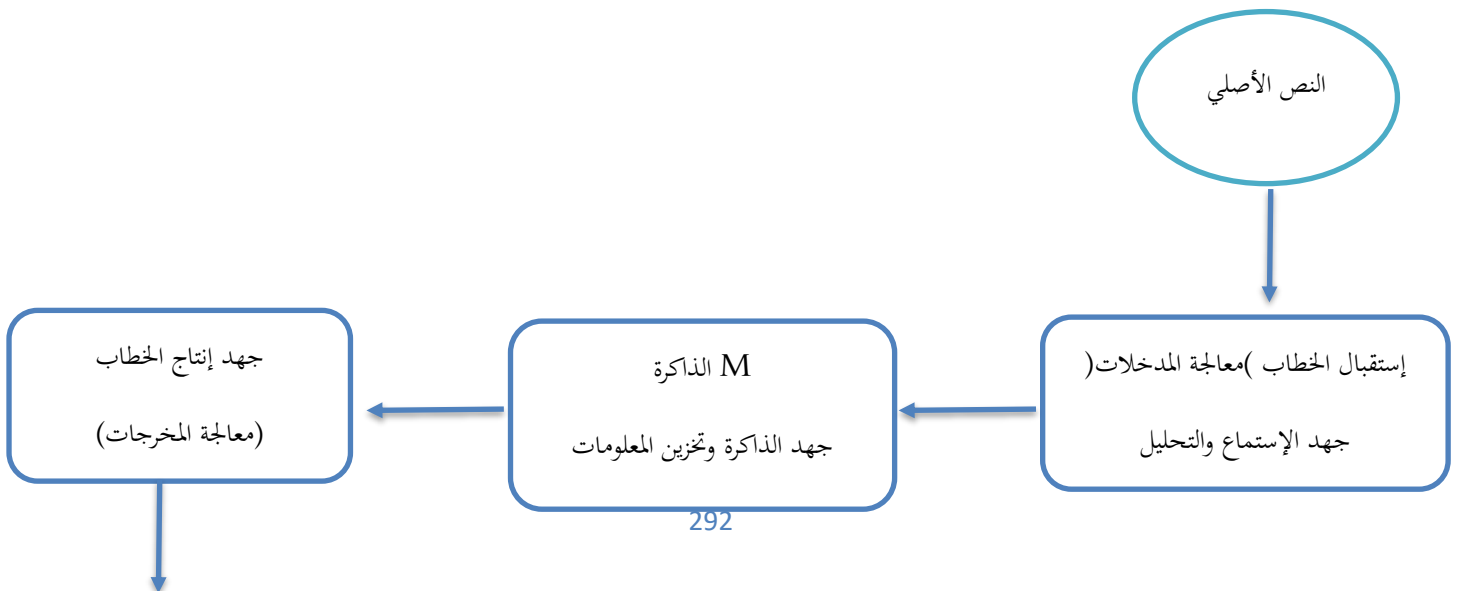 النص الأصلي
إستقبال الخطاب )معالجة المدخلات(
جهد الإستماع والتحليل
M الذاكرة
جهد الذاكرة وتخزين المعلومات
جهد إنتاج الخطاب
(معالجة المخرجات)
292